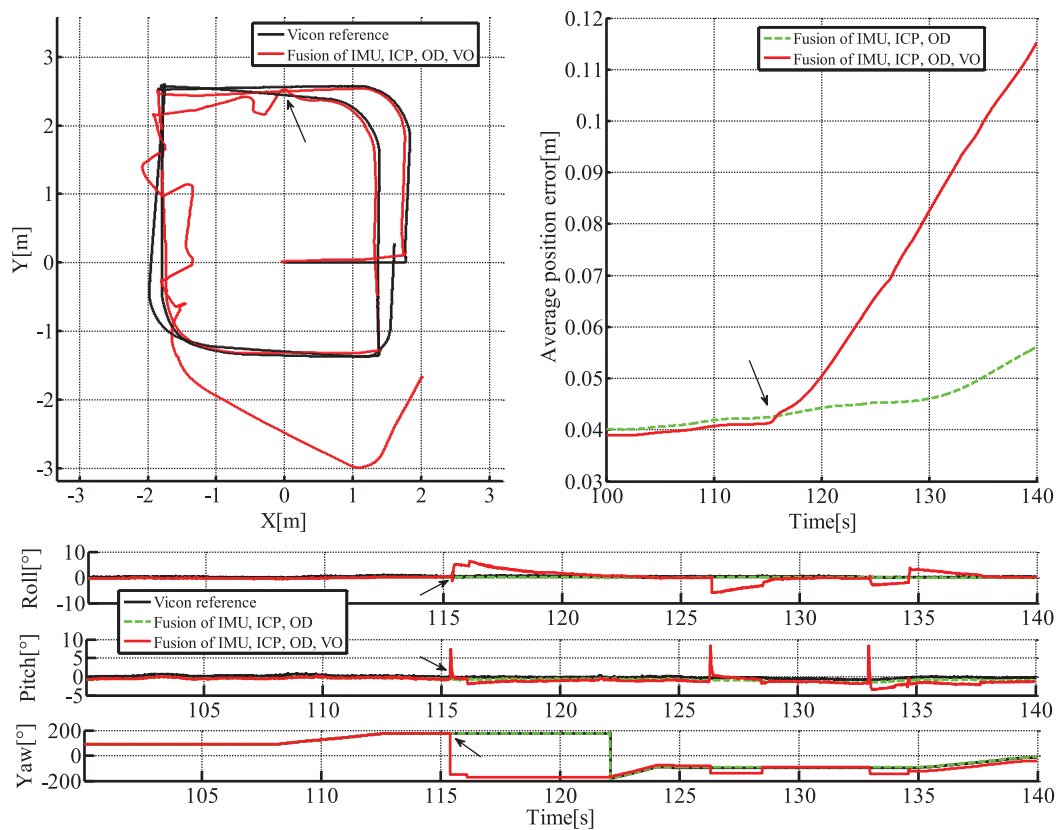 Vicon reference
Fusion of IMU, ICP, OD, VO
3
2
1
0
-1
-2
-3
Y[m]
-3 -2 -1 0 1 2 3
X[m]
Fusion of IMU, ICP, OD
Fusion of IMU, ICP, OD, VO
0.12
0.11
0.1
0.09
0.08
0.07
0.06
0.05
0.04
0.03
Average position error[m]
100 110 120 130 140
Time[s]
10
0
-10
Roll[°]
115 120 125 130 135 140
Vicon reference
Fusion of IMU, ICP, OD
Fusion of IMU, ICP, OD, VO
10
5
0
-5
Pitch[°]
105 110 115 120 125 130 135 140
200
0
-200
Yaw[°]
105 110 115 120 125 130 135 140
Time[s]